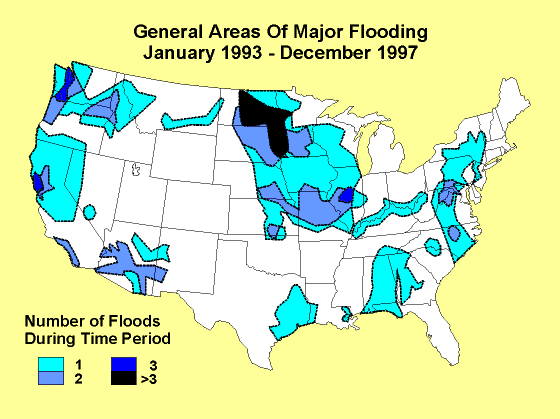 General Areas Of Major Flooding
January 1993 - December 1997
Number of Floods
During Time Period
1 3
2 >3